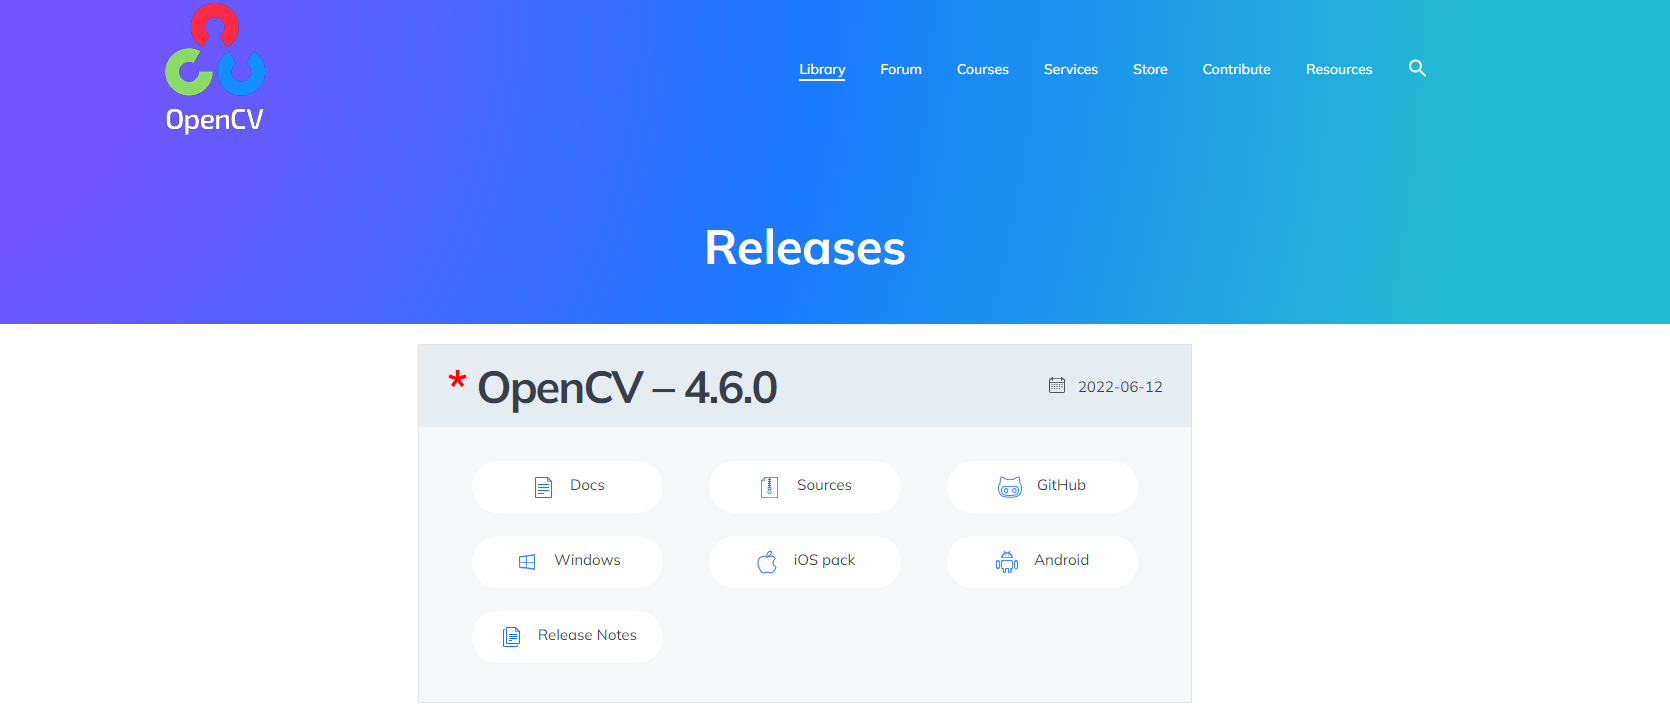 OpenCV
Library Forum Courses Services Store Contribute Resources
Releases
* OpenCV – 4.6.0
2022-06-12
Docs Sources GitHub
Windows iOS pack Android
Release Notes